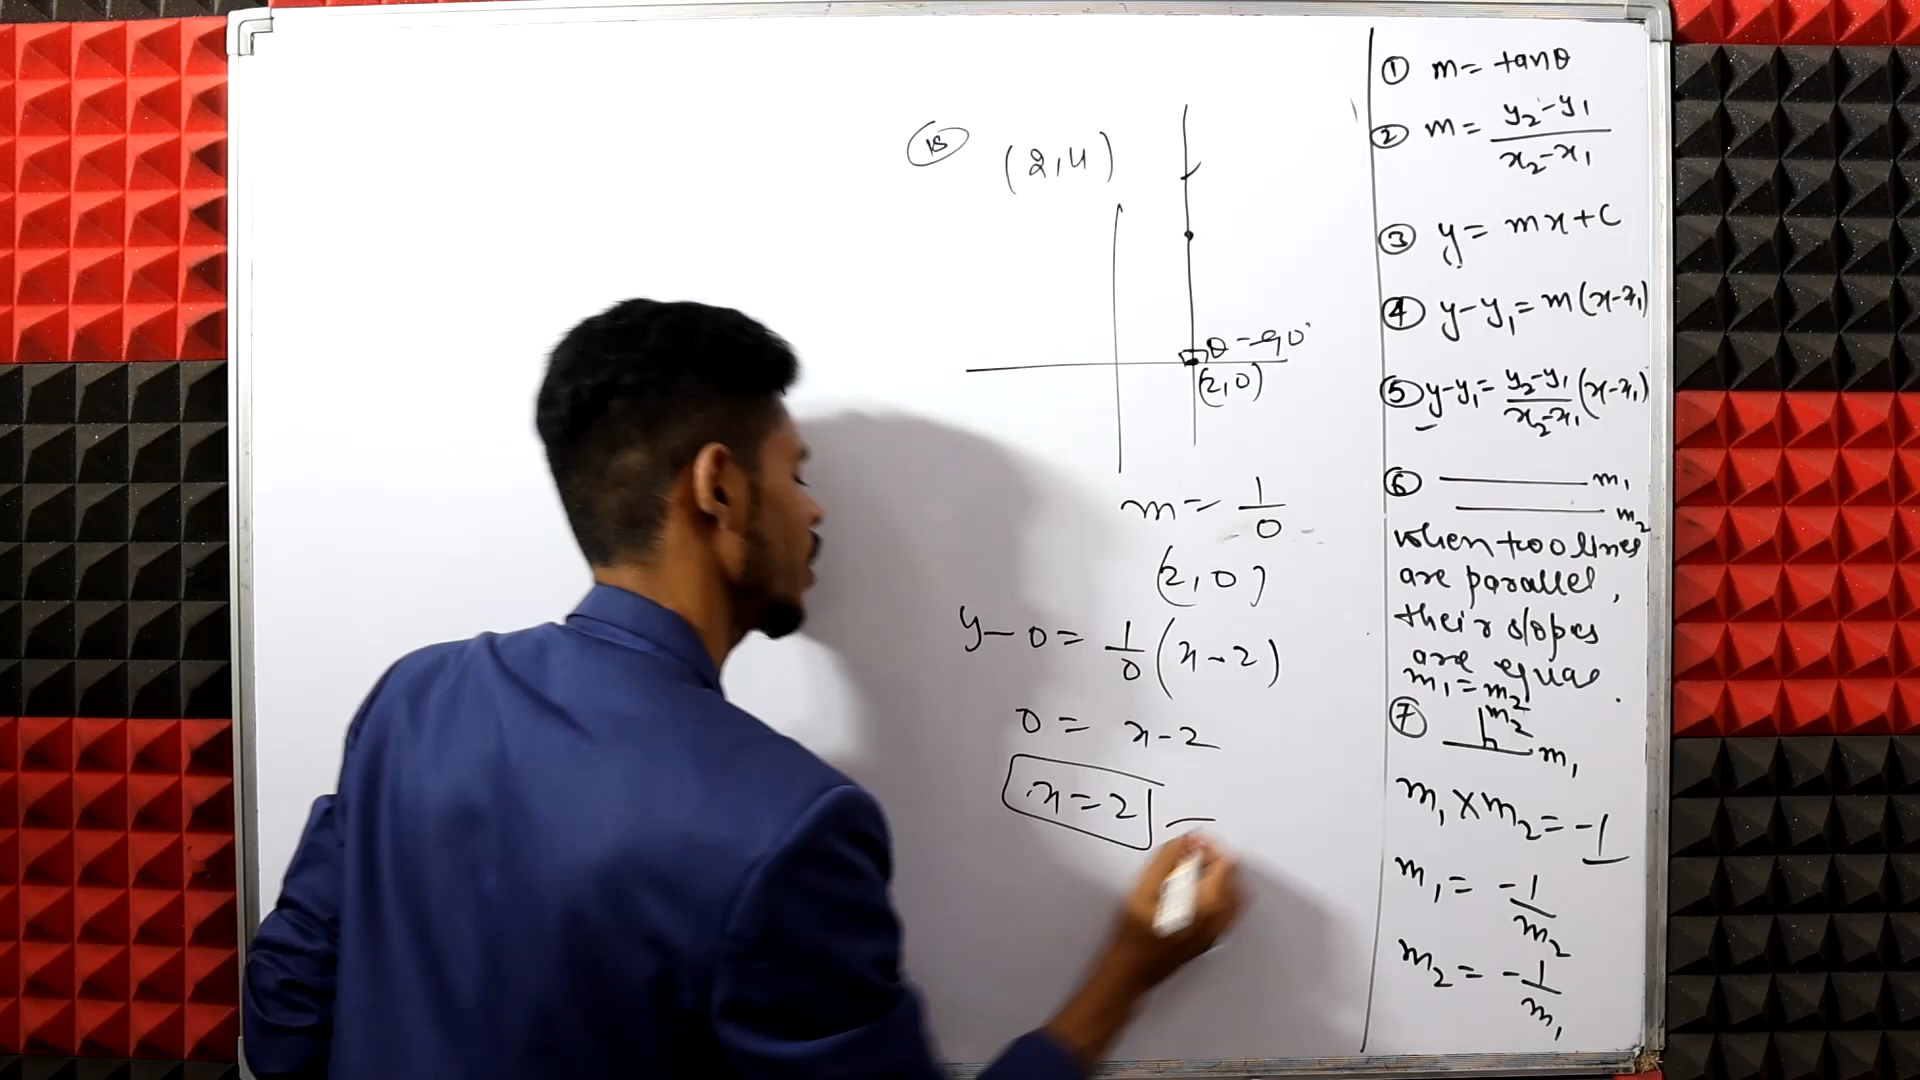 (18) (2,4)
θ - 90°
(2,0)
m = 1/0
(2,0)
y-0 = 1/0 (x-2)
0 = x-2
x=2
① m = tanθ
② m = y₂-y₁/x₂-x₁
③ y = mx+c
④ y-y₁ = m(x-x₁)
⑤ y-y₁ = y₂-y₁/x₂-x₁ (x-x₁)
⑥ m₁
m₂
when two lines
are parallel,
their slopes
are equal.
m₁ = m₂
⑦ m₂
m₁
m₁ × m₂ = -1
m₁ = -1/m₂
m₂ = -1/m₁